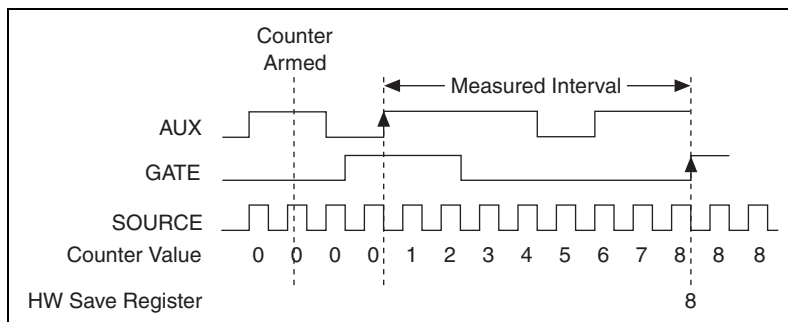 Counter
Armed
Measured Interval
AUX
GATE
SOURCE
Counter Value 0 0 0 0 1 2 3 4 5 6 7 8 8 8
HW Save Register 8